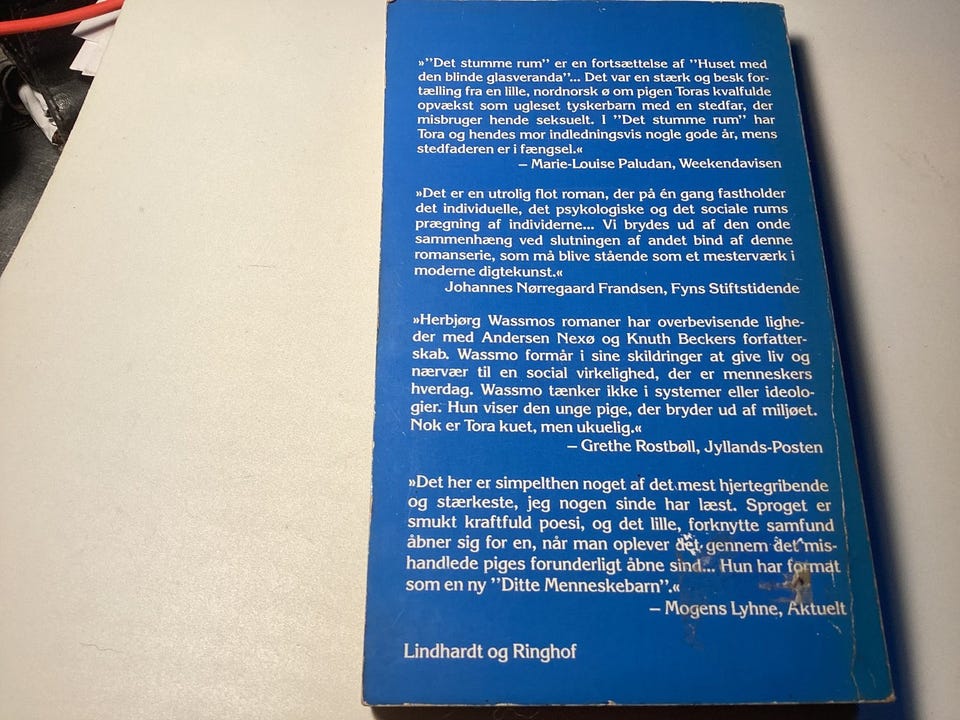 »"Det stumme rum" er en fortsættelse af "Huset med
den blinde glasveranda"... Det var en stærk og besk for-
tælling fra en lille, nordnorsk ø om pigen Toras kvalfulde
opvækst som ugleset tyskerbarn med en stedfar, der
misbruger hende seksuelt. I "Det stumme rum" har
Tora og hendes mor indledningsvis nogle gode år, mens
stedfaderen er i fængsel.«
– Marie-Louise Paludan, Weekendavisen
»Det er en utrolig flot roman, der på én gang fastholder
det individuelle, det psykologiske og det sociale rums
prægning af individerne... Vi brydes ud af den onde
sammenhæng ved slutningen af andet bind af denne
romanserie, som må blive stående som et mesterværk i
moderne digtekunst.«
Johannes Nørregaard Frandsen, Fyns Stiftstidende
»Herbjørg Wassmos romaner har overbevisende lighe-
der med Andersen Nexø og Knuth Beckers forfatter-
skab. Wassmo formår i sine skildringer at give liv og
nærvær til en social virkelighed, der er menneskers
hverdag. Wassmo tænker ikke i systemer eller ideolo-
gier. Hun viser den unge pige, der bryder ud af miljøet.
Nok er Tora kuet, men ukuelig.«
– Grethe Rostbøll, Jyllands-Posten
»Det her er simpelthen noget af det mest hjertegribende
og stærkeste, jeg nogen sinde har læst. Sproget er
smukt kraftfuld poesi, og det lille, forknytte samfund
åbner sig for en, når man oplever det gennem det mis-
handlede piges forunderligt åbne sind... Hun har format
som en ny "Ditte Menneskebarn".«
– Mogens Lyhne, Aktuelt
Lindhardt og Ringhof